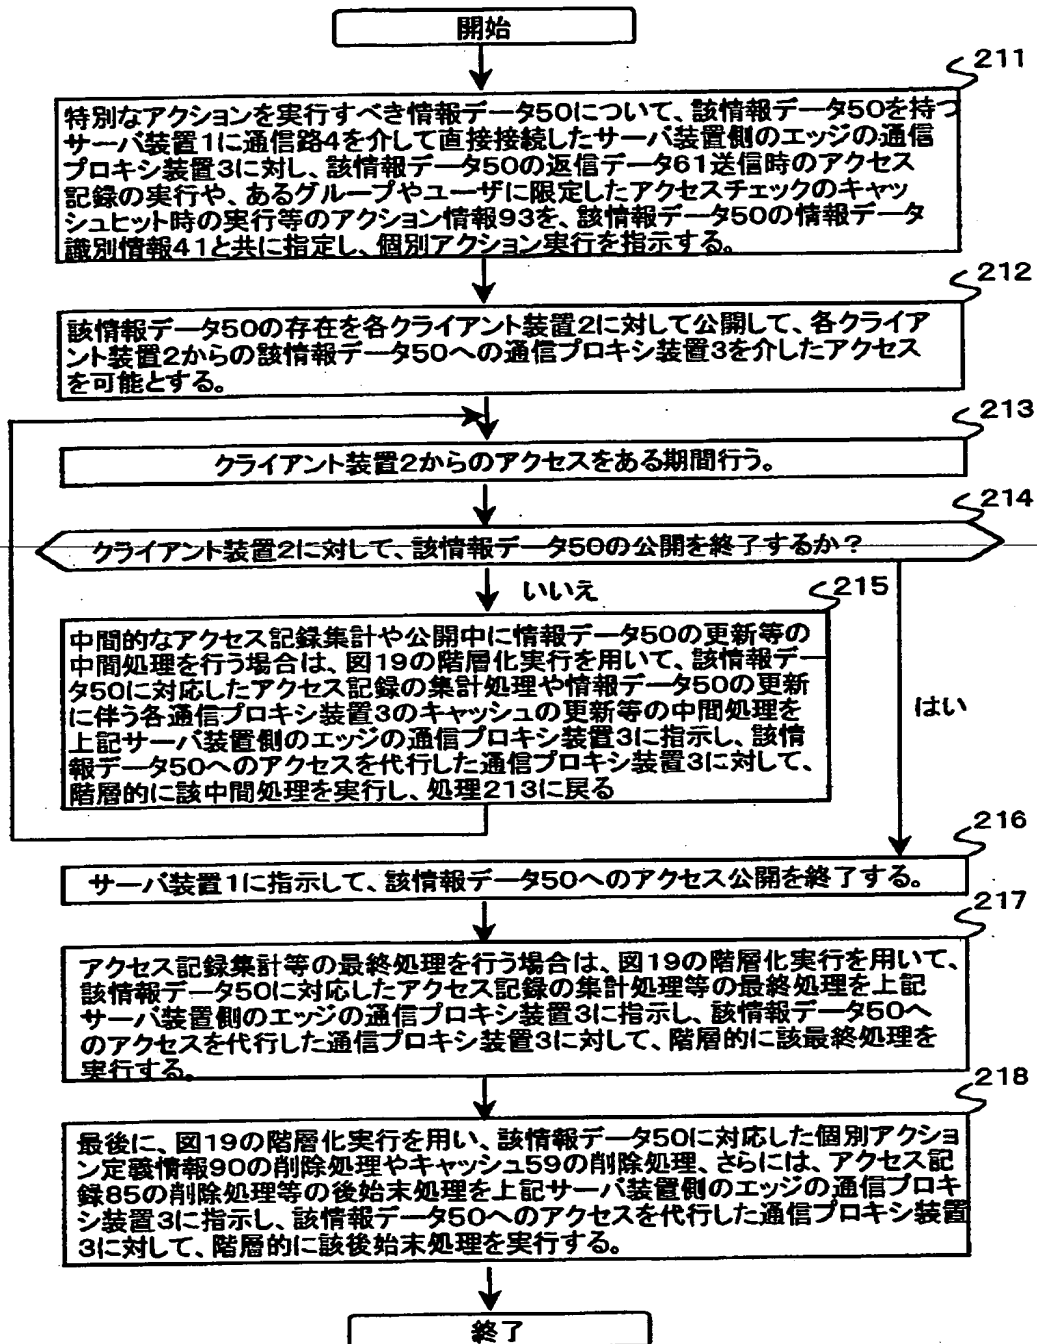 開始
211
特別なアクションを実行すべき情報データ50について、該情報データ50を持つ
サーバ装置1に通信路4を介して直接接続したサーバ装置側のエッジの通信
プロキシ装置3に対し、該情報データ50の返信データ61送信時のアクセス
記録の実行や、あるグループやユーザに限定したアクセスチェックのキャッ
シュヒット時の実行等のアクション情報93を、該情報データ50の情報データ
識別情報41と共に指定し、個別アクション実行を指示する。
212
該情報データ50の存在を各クライアント装置2に対して公開して、各クライア
ント装置2からの該情報データ50への通信プロキシ装置3を介したアクセス
を可能とする。
213
クライアント装置2からのアクセスをある期間行う。
214
クライアント装置2に対して、該情報データ50の公開を終了するか?
いいえ
215
中間的なアクセス記録集計や公開中に情報データ50の更新等の
中間処理を行う場合は、図19の階層化実行を用いて、該情報デー
タ50に対応したアクセス記録の集計処理や情報データ50の更新
に伴う各通信プロキシ装置3のキャッシュの更新等の中間処理を
上記サーバ装置側のエッジの通信プロキシ装置3に指示し、該情
報データ50へのアクセスを代行した通信プロキシ装置3に対して、
階層的に該中間処理を実行し、処理213に戻る
はい
216
サーバ装置1に指示して、該情報データ50へのアクセス公開を終了する。
217
アクセス記録集計等の最終処理を行う場合は、図19の階層化実行を用いて、
該情報データ50に対応したアクセス記録の集計処理等の最終処理を上記
サーバ装置側のエッジの通信プロキシ装置3に指示し、該情報データ50へ
のアクセスを代行した通信プロキシ装置3に対して、階層的に該最終処理を
実行する。
218
最後に、図19の階層化実行を用い、該情報データ50に対応した個別アクショ
ン定義情報90の削除処理やキャッシュ59の削除処理、さらには、アクセス記
録85の削除処理等の後始末処理を上記サーバ装置側のエッジの通信プロキ
シ装置3に指示し、該情報データ50へのアクセスを代行した通信プロキシ装置
3に対して、階層的に該後始末処理を実行する。
終了